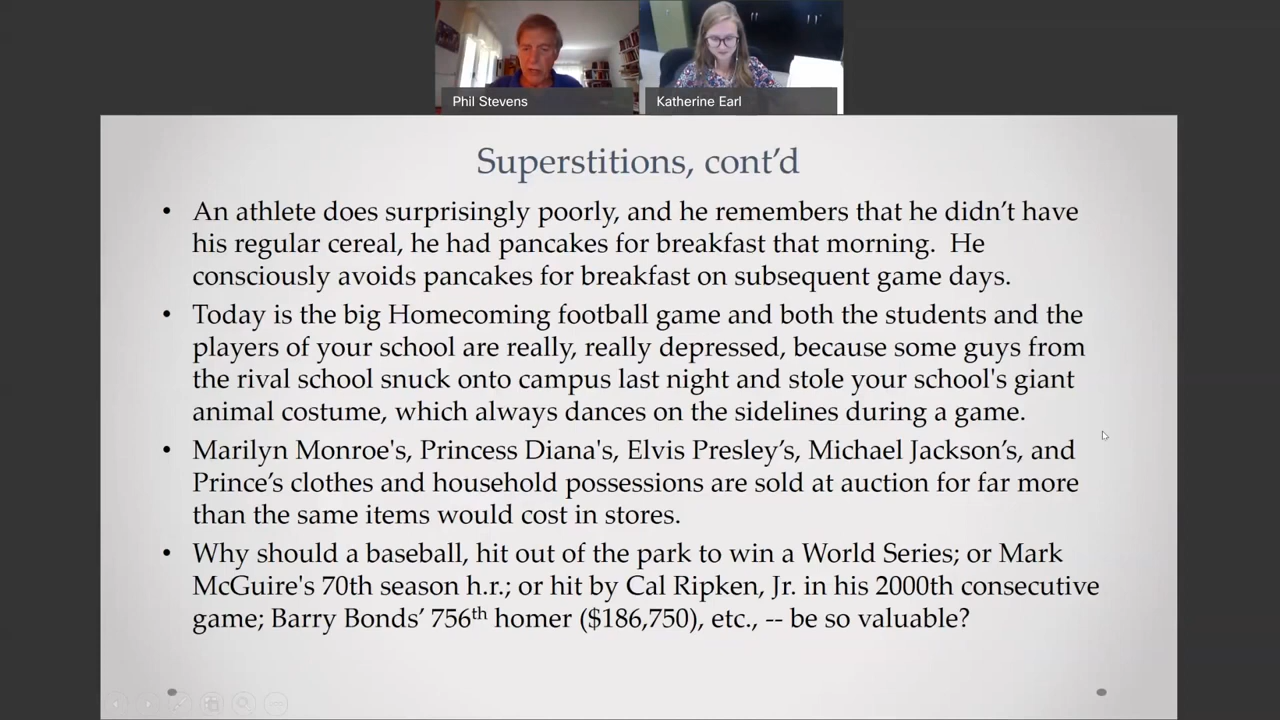 Phil Stevens
Katherine Earl
Superstitions, cont’d
• An athlete does surprisingly poorly, and he remembers that he didn’t have
his regular cereal, he had pancakes for breakfast that morning.  He
consciously avoids pancakes for breakfast on subsequent game days.
• Today is the big Homecoming football game and both the students and the
players of your school are really, really depressed, because some guys from
the rival school snuck onto campus last night and stole your school's giant
animal costume, which always dances on the sidelines during a game.
• Marilyn Monroe's, Princess Diana's, Elvis Presley’s, Michael Jackson’s, and
Prince’s clothes and household possessions are sold at auction for far more
than the same items would cost in stores.
• Why should a baseball, hit out of the park to win a World Series; or Mark
McGuire's 70th season h.r.; or hit by Cal Ripken, Jr. in his 2000th consecutive
game; Barry Bonds’ 756th homer ($186,750), etc., -- be so valuable?